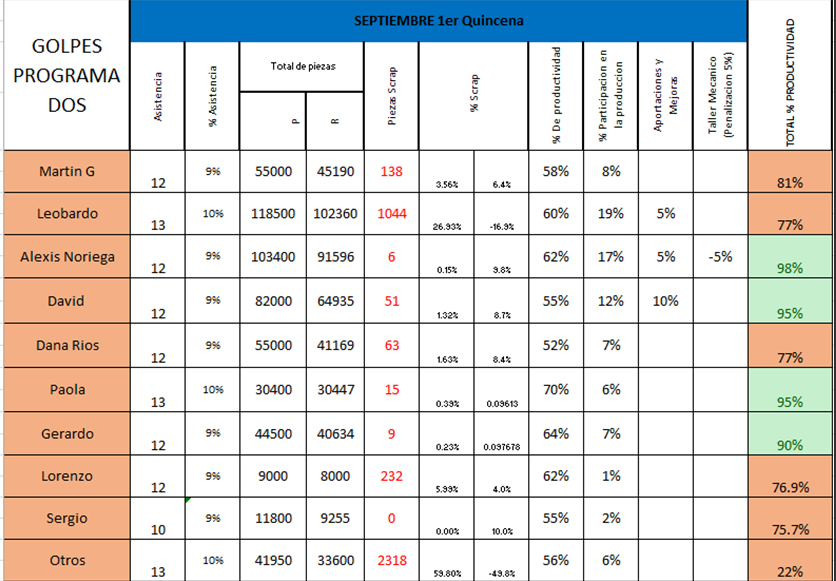 GOLPES PROGRAMADOS SEPTIEMBRE 1er Quincena TOTAL % PRODUCTIVIDAD
Asistencia % Asistencia Total de piezas P R Piezas Scrap % Scrap % De productividad % Participacion en la produccion Aportaciones y Mejoras Taller Mecanico (Penalizacion 5%)
Martin G 12 9% 55000 45190 138 3.56% 6.4% 58% 8% 81%
Leobardo 13 10% 118500 102360 1044 26.93% -16.9% 60% 19% 5% 77%
Alexis Noriega 12 9% 103400 91596 6 0.15% 9.8% 62% 17% 5% -5% 98%
David 12 9% 82000 64935 51 1.32% 8.7% 55% 12% 10% 95%
Dana Rios 12 9% 55000 41169 63 1.63% 8.4% 52% 7% 77%
Paola 13 10% 30400 30447 15 0.39% 0.09613 70% 6% 95%
Gerardo 12 9% 44500 40634 9 0.23% 0.097678 64% 7% 90%
Lorenzo 12 9% 9000 8000 232 5.99% 4.0% 62% 1% 76.9%
Sergio 10 9% 11800 9255 0 0.00% 10.0% 55% 2% 75.7%
Otros 13 10% 41950 33600 2318 59.80% -49.8% 56% 6% 22%